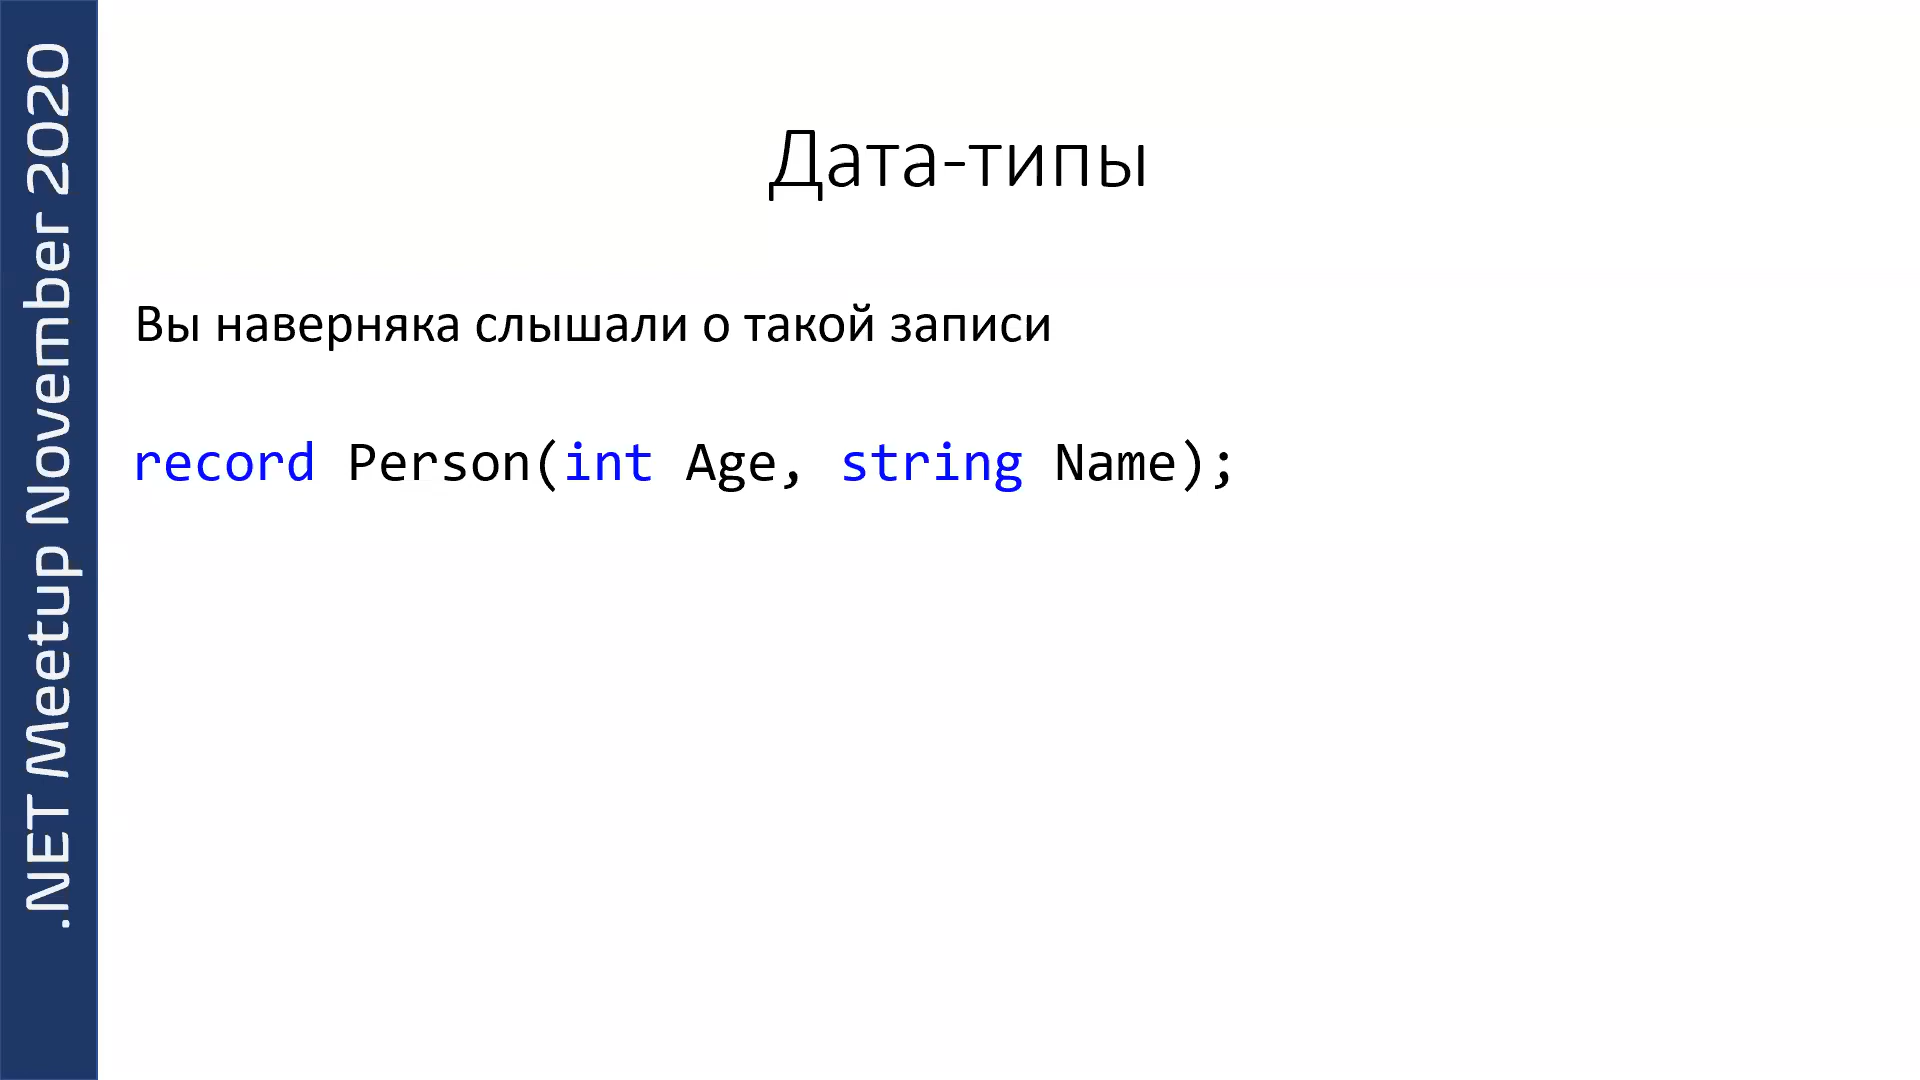 .NET Meetup November 2020
Дата-типы
Вы наверняка слышали о такой записи
record Person(int Age, string Name);